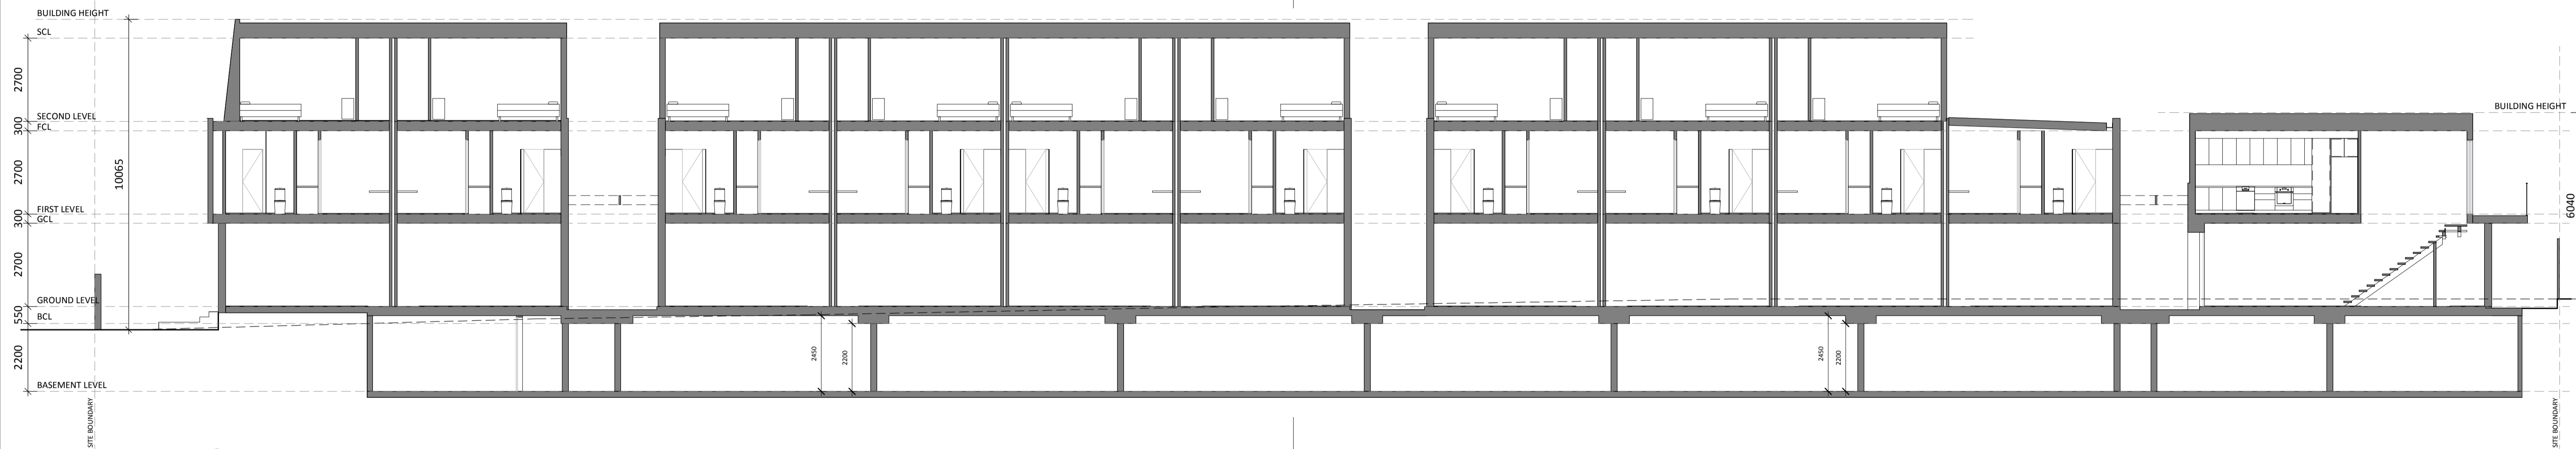 BUILDING HEIGHT
SCL
2700
SECOND LEVEL
300
FCL
10065
2700
FIRST LEVEL
300
GCL
2700
GROUND LEVEL
550
BCL
2200
BASEMENT LEVEL
SITE BOUNDARY
2450
2200
2450
2200
BUILDING HEIGHT
6040
SITE BOUNDARY